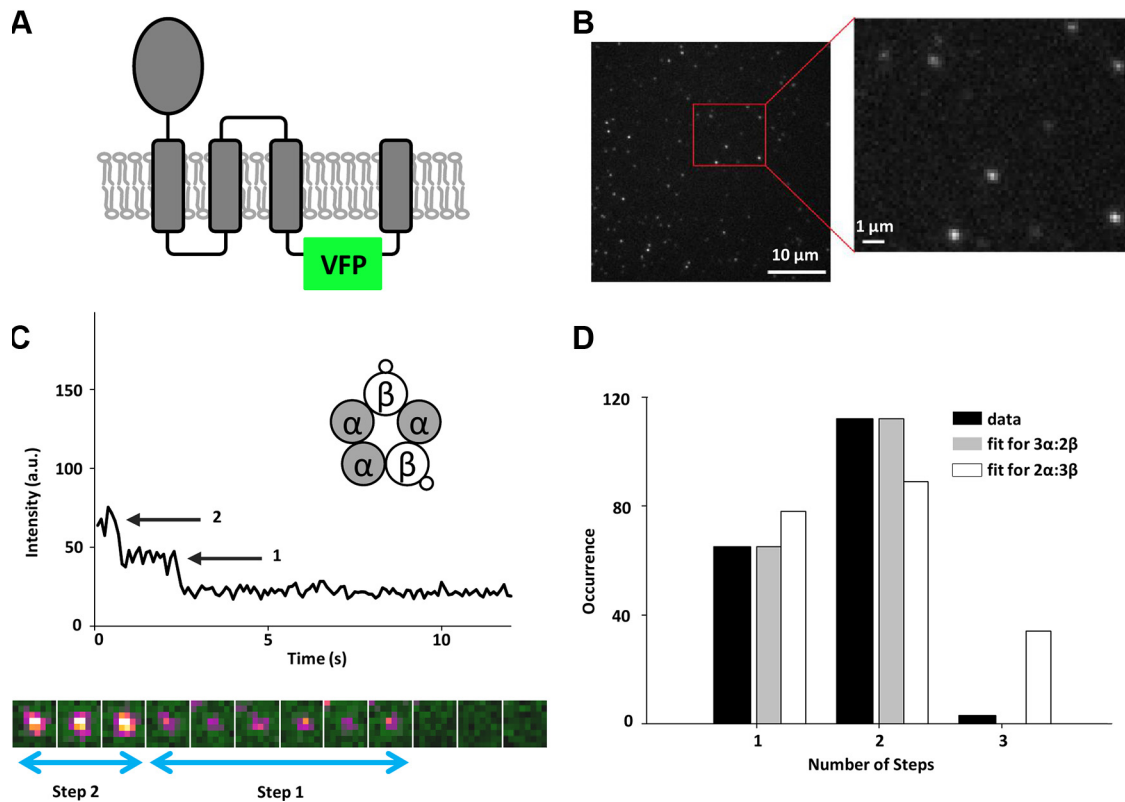 A
VFP
B
10 μm
1 μm
C
Intensity (a.u.)
150
100
50
0
2
1
β
α α
α β
0 5 10
Time (s)
Step 2 Step 1
D
Occurrence
120
80
40
0
data
fit for 3α:2β
fit for 2α:3β
1 2 3
Number of Steps